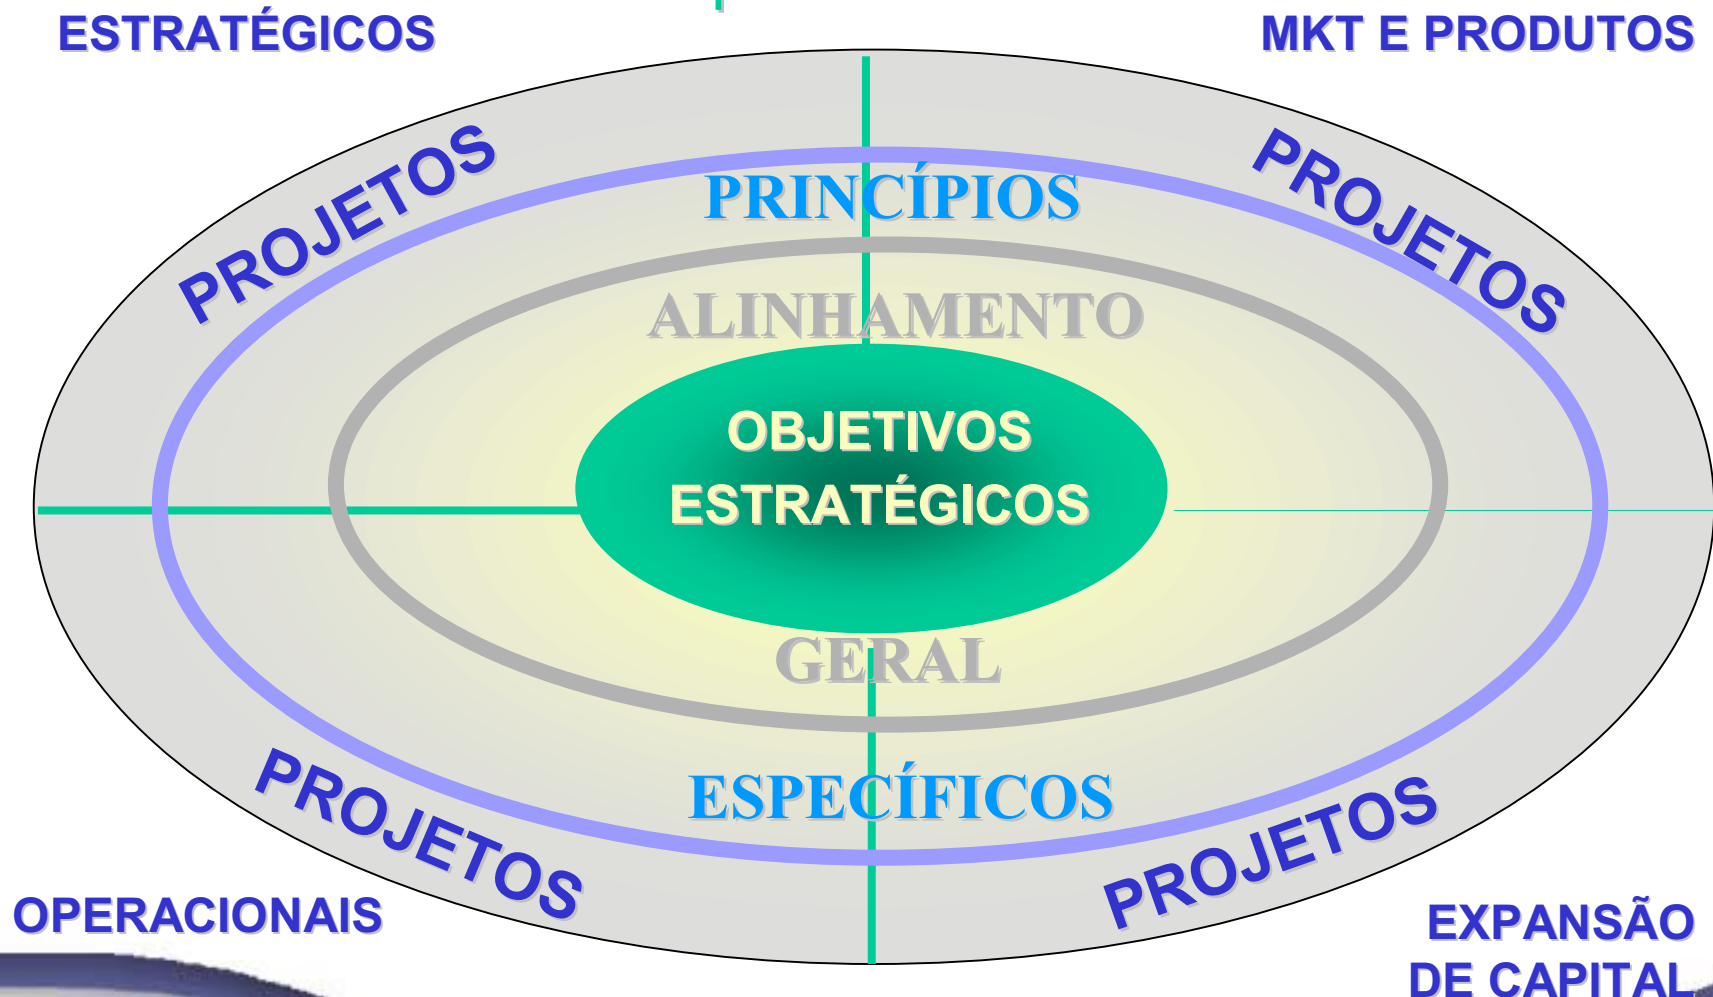 ESTRATÉGICOS
MKT E PRODUTOS
PROJETOS
PROJETOS
PRINCÍPIOS
ALINHAMENTO
OBJETIVOS
ESTRATÉGICOS
GERAL
ESPECÍFICOS
PROJETOS
PROJETOS
OPERACIONAIS
EXPANSÃO
DE CAPITAL